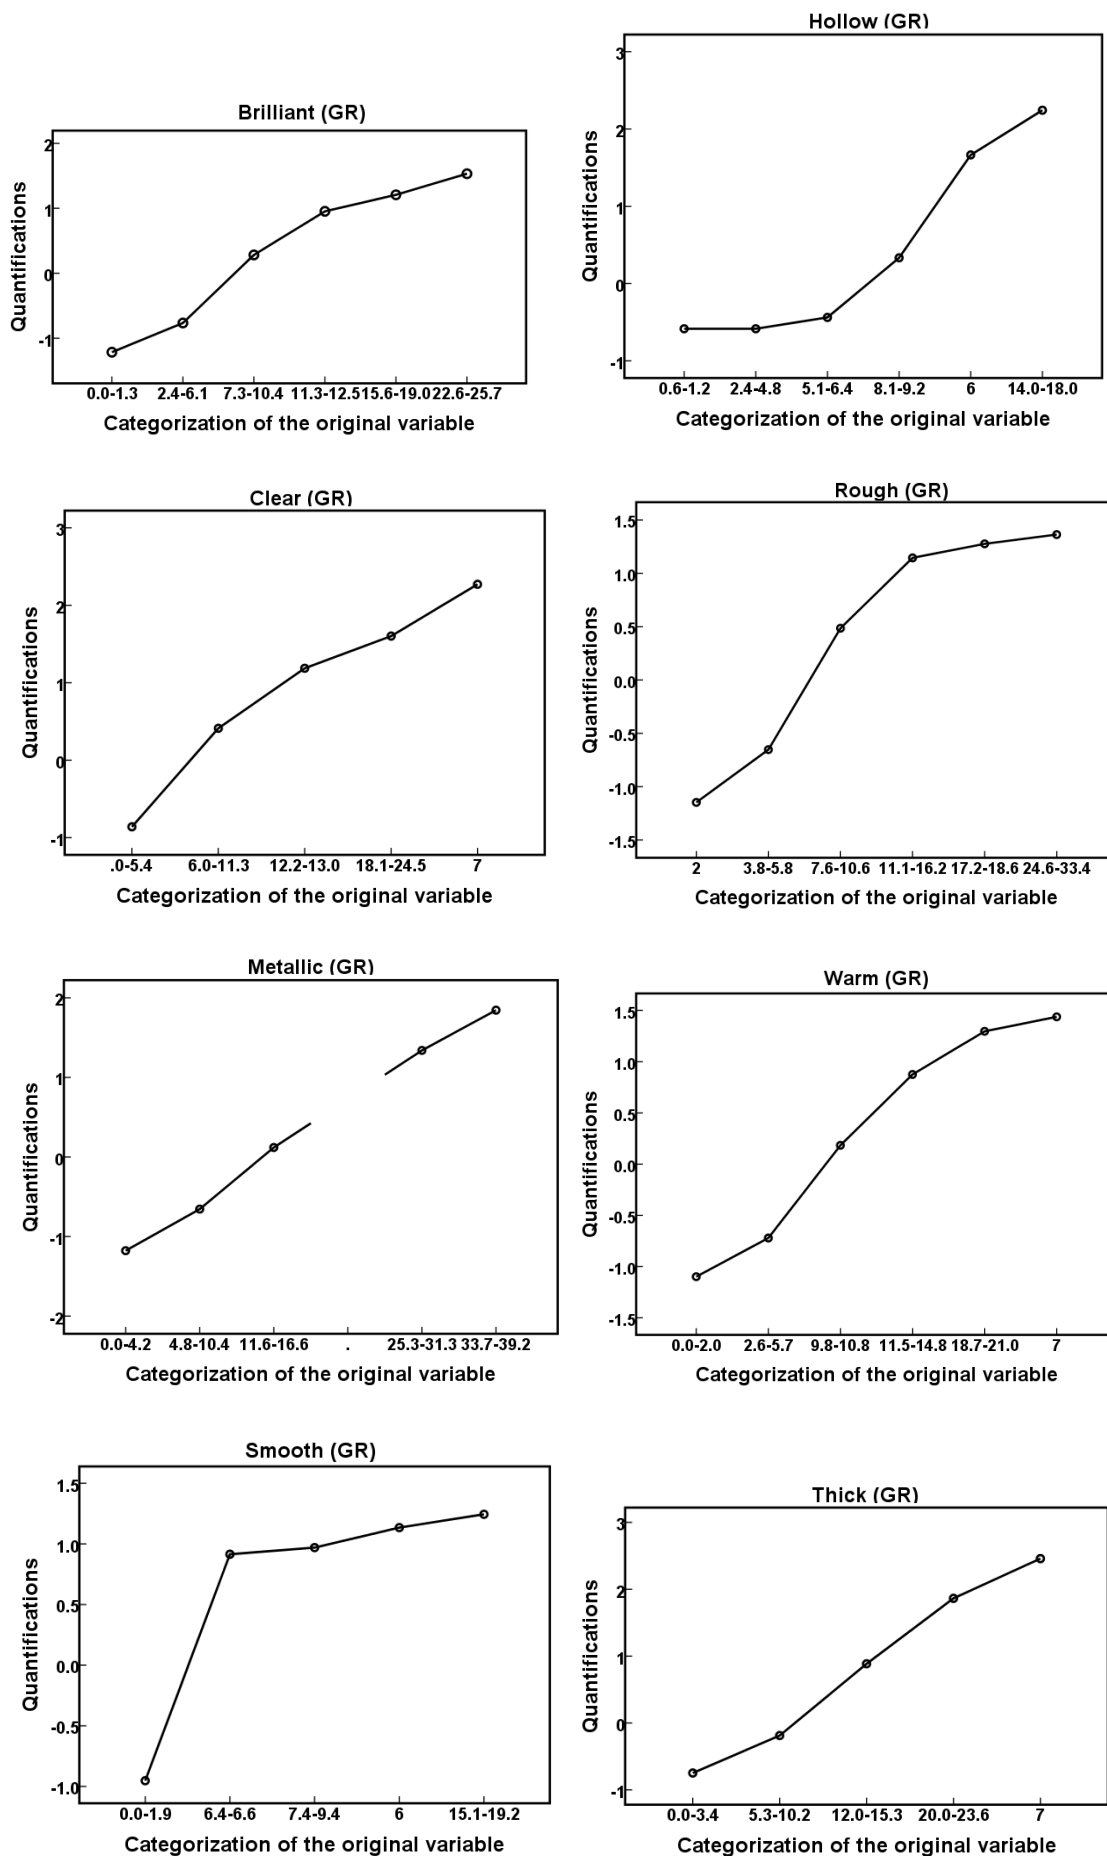 Brilliant (GR)
Quantifications
2
1
0
-1
0.0-1.3 2.4-6.1 7.3-10.4 11.3-12.5 15.6-19.0 22.6-25.7
Categorization of the original variable
Hollow (GR)
Quantifications
3
2
1
0
-1
0.6-1.2 2.4-4.8 5.1-6.4 8.1-9.2 6 14.0-18.0
Categorization of the original variable
Clear (GR)
Quantifications
3
2
1
0
-1
.0-5.4 6.0-11.3 12.2-13.0 18.1-24.5 7
Categorization of the original variable
Rough (GR)
Quantifications
1.5
1.0
0.5
0.0
-0.5
-1.0
-1.5
2 3.8-5.8 7.6-10.6 11.1-16.2 17.2-18.6 24.6-33.4
Categorization of the original variable
Metallic (GR)
Quantifications
2
1
0
-1
-2
0.0-4.2 4.8-10.4 11.6-16.6 . 25.3-31.3 33.7-39.2
Categorization of the original variable
Warm (GR)
Quantifications
1.5
1.0
0.5
0.0
-0.5
-1.0
-1.5
0.0-2.0 2.6-5.7 9.8-10.8 11.5-14.8 18.7-21.0 7
Categorization of the original variable
Smooth (GR)
Quantifications
1.5
1.0
0.5
0.0
-0.5
-1.0
0.0-1.9 6.4-6.6 7.4-9.4 6 15.1-19.2
Categorization of the original variable
Thick (GR)
Quantifications
3
2
1
0
-1
0.0-3.4 5.3-10.2 12.0-15.3 20.0-23.6 7
Categorization of the original variable